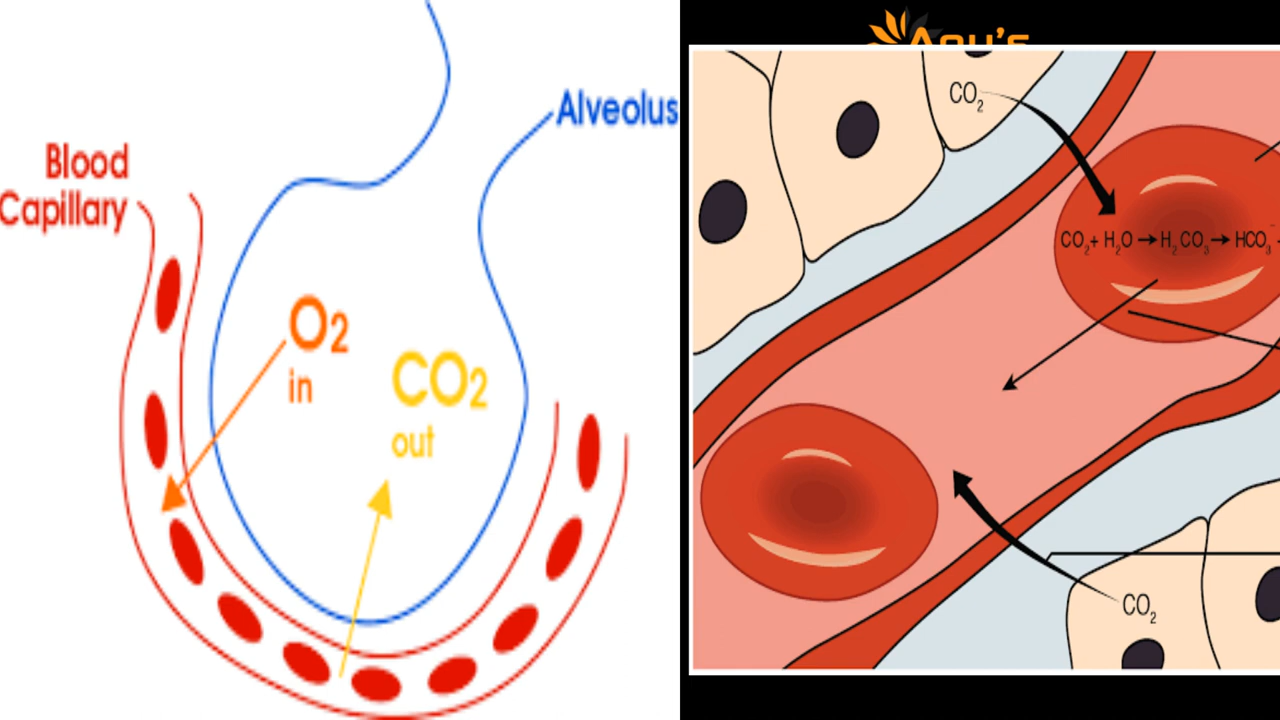 Blood
Capillary
Alveolus
O2
in
CO2
out
CO2
CO2+ H2O → H2CO3 → HCO3-
CO2